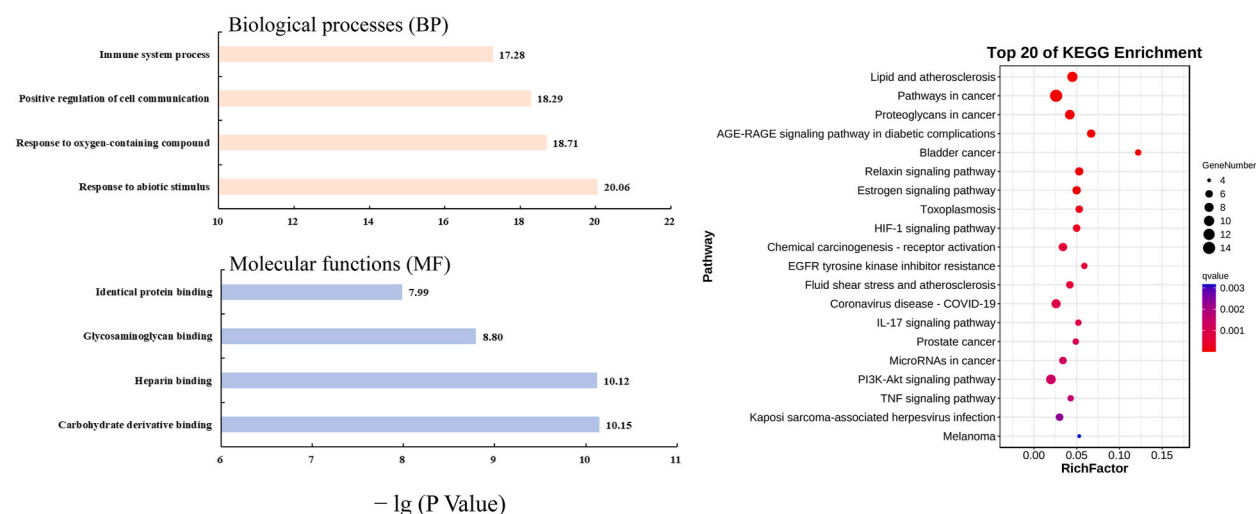 Biological processes (BP)
Immune system process
17.28
Positive regulation of cell communication
18.29
Response to oxygen-containing compound
18.71
Response to abiotic stimulus
20.06
10 12 14 16 18 20 22
Molecular functions (MF)
Identical protein binding
7.99
Glycosaminoglycan binding
8.80
Heparin binding
10.12
Carbohydrate derivative binding
10.15
6 7 8 9 10 11
− lg (P Value)
Top 20 of KEGG Enrichment
Pathway
Lipid and atherosclerosis
Pathways in cancer
Proteoglycans in cancer
AGE-RAGE signaling pathway in diabetic complications
Bladder cancer
Relaxin signaling pathway
Estrogen signaling pathway
Toxoplasmosis
HIF-1 signaling pathway
Chemical carcinogenesis - receptor activation
EGFR tyrosine kinase inhibitor resistance
Fluid shear stress and atherosclerosis
Coronavirus disease - COVID-19
IL-17 signaling pathway
Prostate cancer
MicroRNAs in cancer
PI3K-Akt signaling pathway
TNF signaling pathway
Kaposi sarcoma-associated herpesvirus infection
Melanoma
0.00 0.05 0.10 0.15
RichFactor
GeneNumber
4
6
8
10
12
14
qvalue
0.003
0.002
0.001